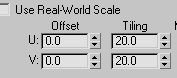 Use Real-World Scale
Offset Tiling
U: 0.0 20.0
V: 0.0 20.0